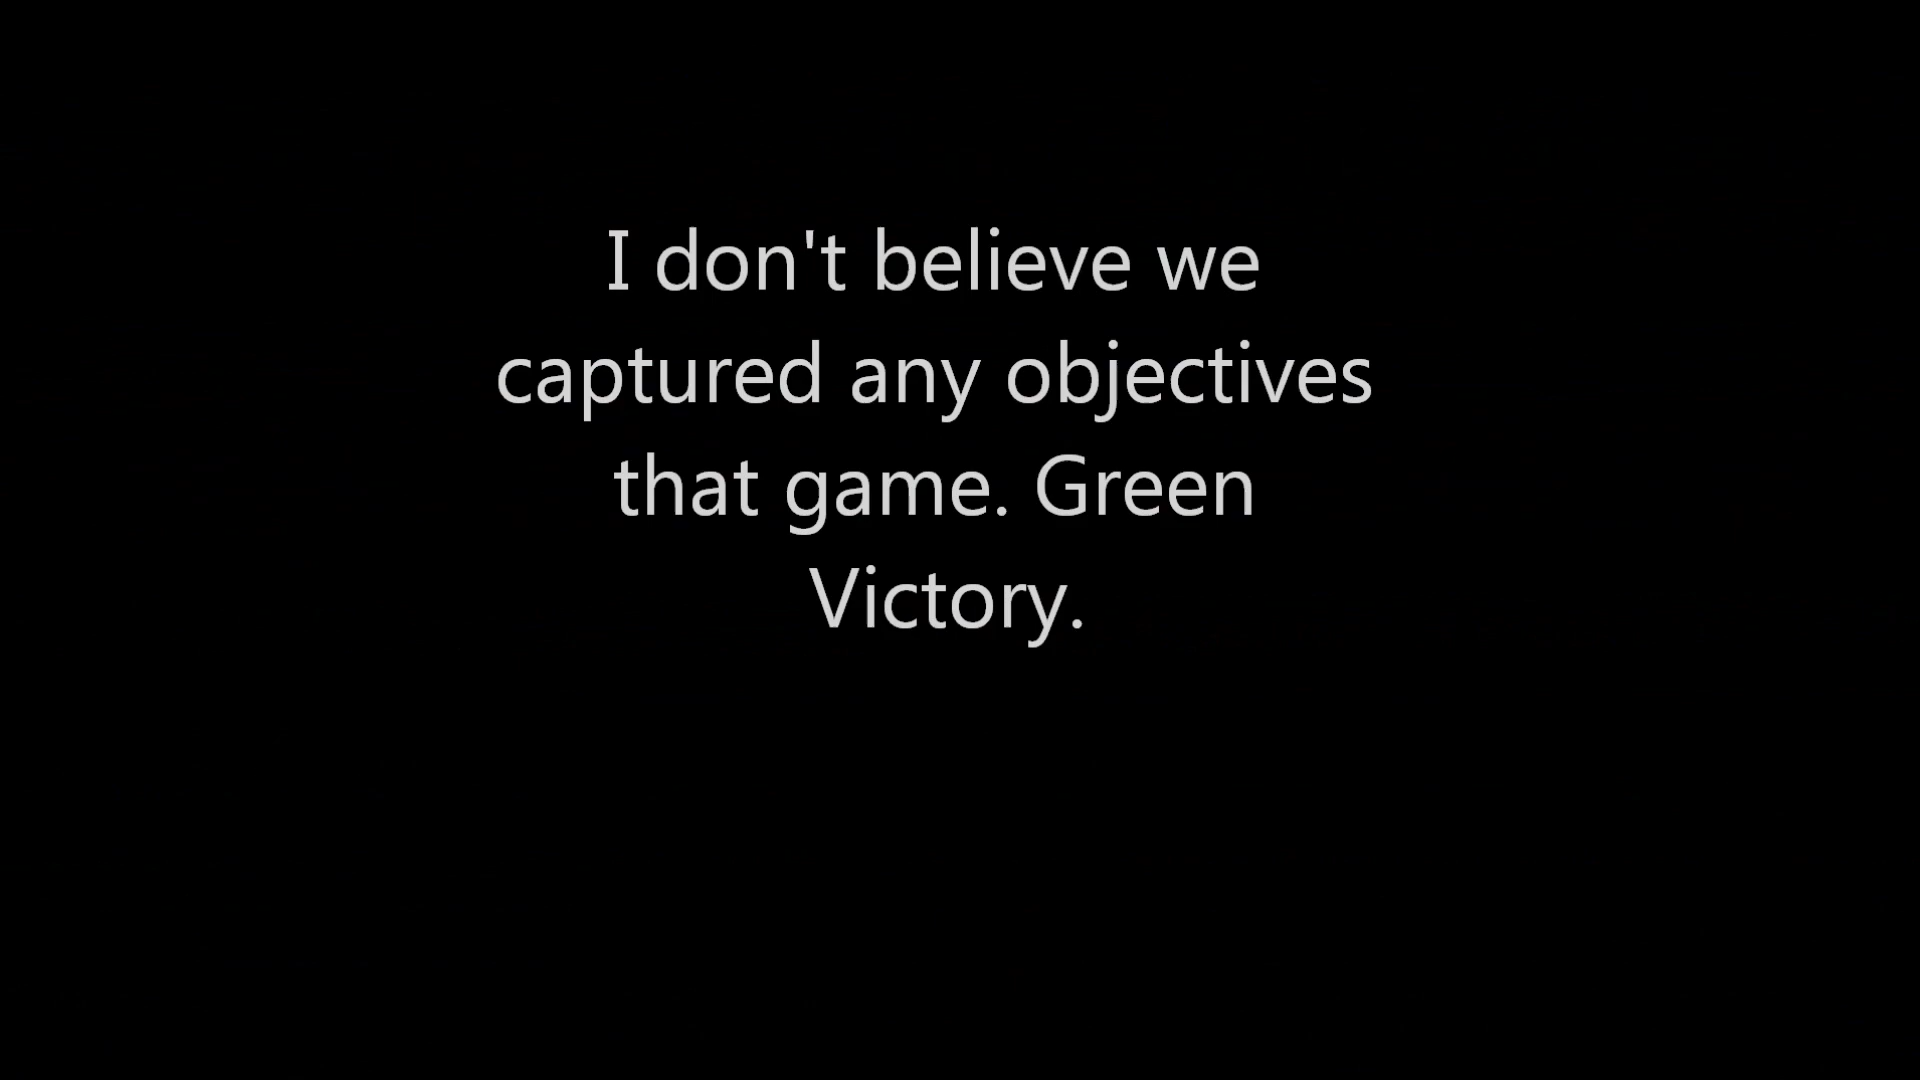 I don't believe we
captured any objectives
that game. Green
Victory.